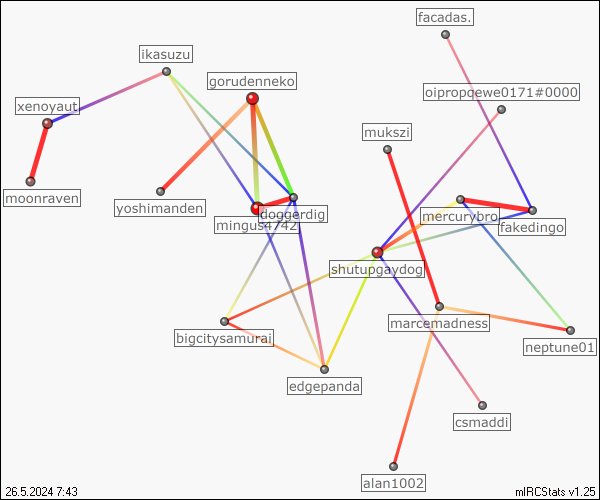 facadas.
ikasuzu
gorudenneko
oipropqewe0171#0000
xenoyaut
mukszi
moonraven
yoshimanden
doggerdig
mingus4742
mercurybro
fakedingo
shutupgaydog
marcemadness
bigcitysamurai
neptune01
edgepanda
csmaddi
alan1002
26.5.2024 7:43
mIRCStats v1.25